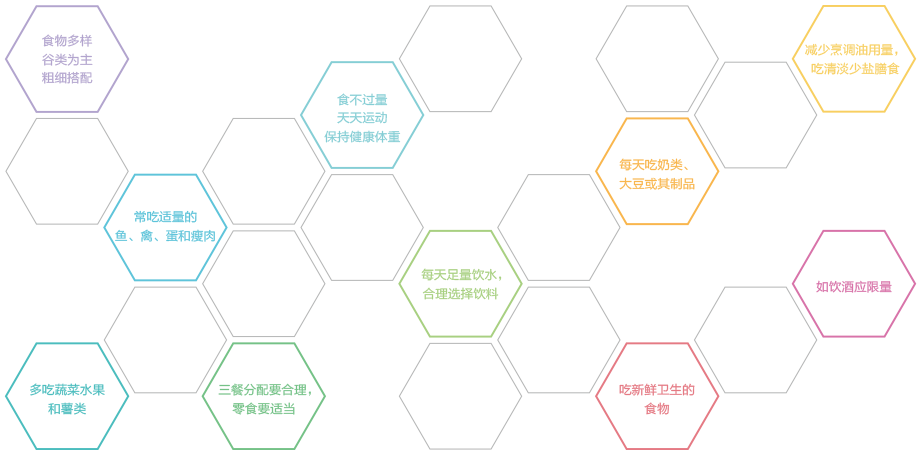 食物多样
谷类为主
粗细搭配
减少烹调油用量，
吃清淡少盐膳食
食不过量
天天运动
保持健康体重
每天吃奶类、
大豆或其制品
常吃适量的
鱼、禽、蛋和瘦肉
每天足量饮水，
合理选择饮料
如饮酒应限量
多吃蔬菜水果
和薯类
三餐分配要合理，
零食要适当
吃新鲜卫生的
食物